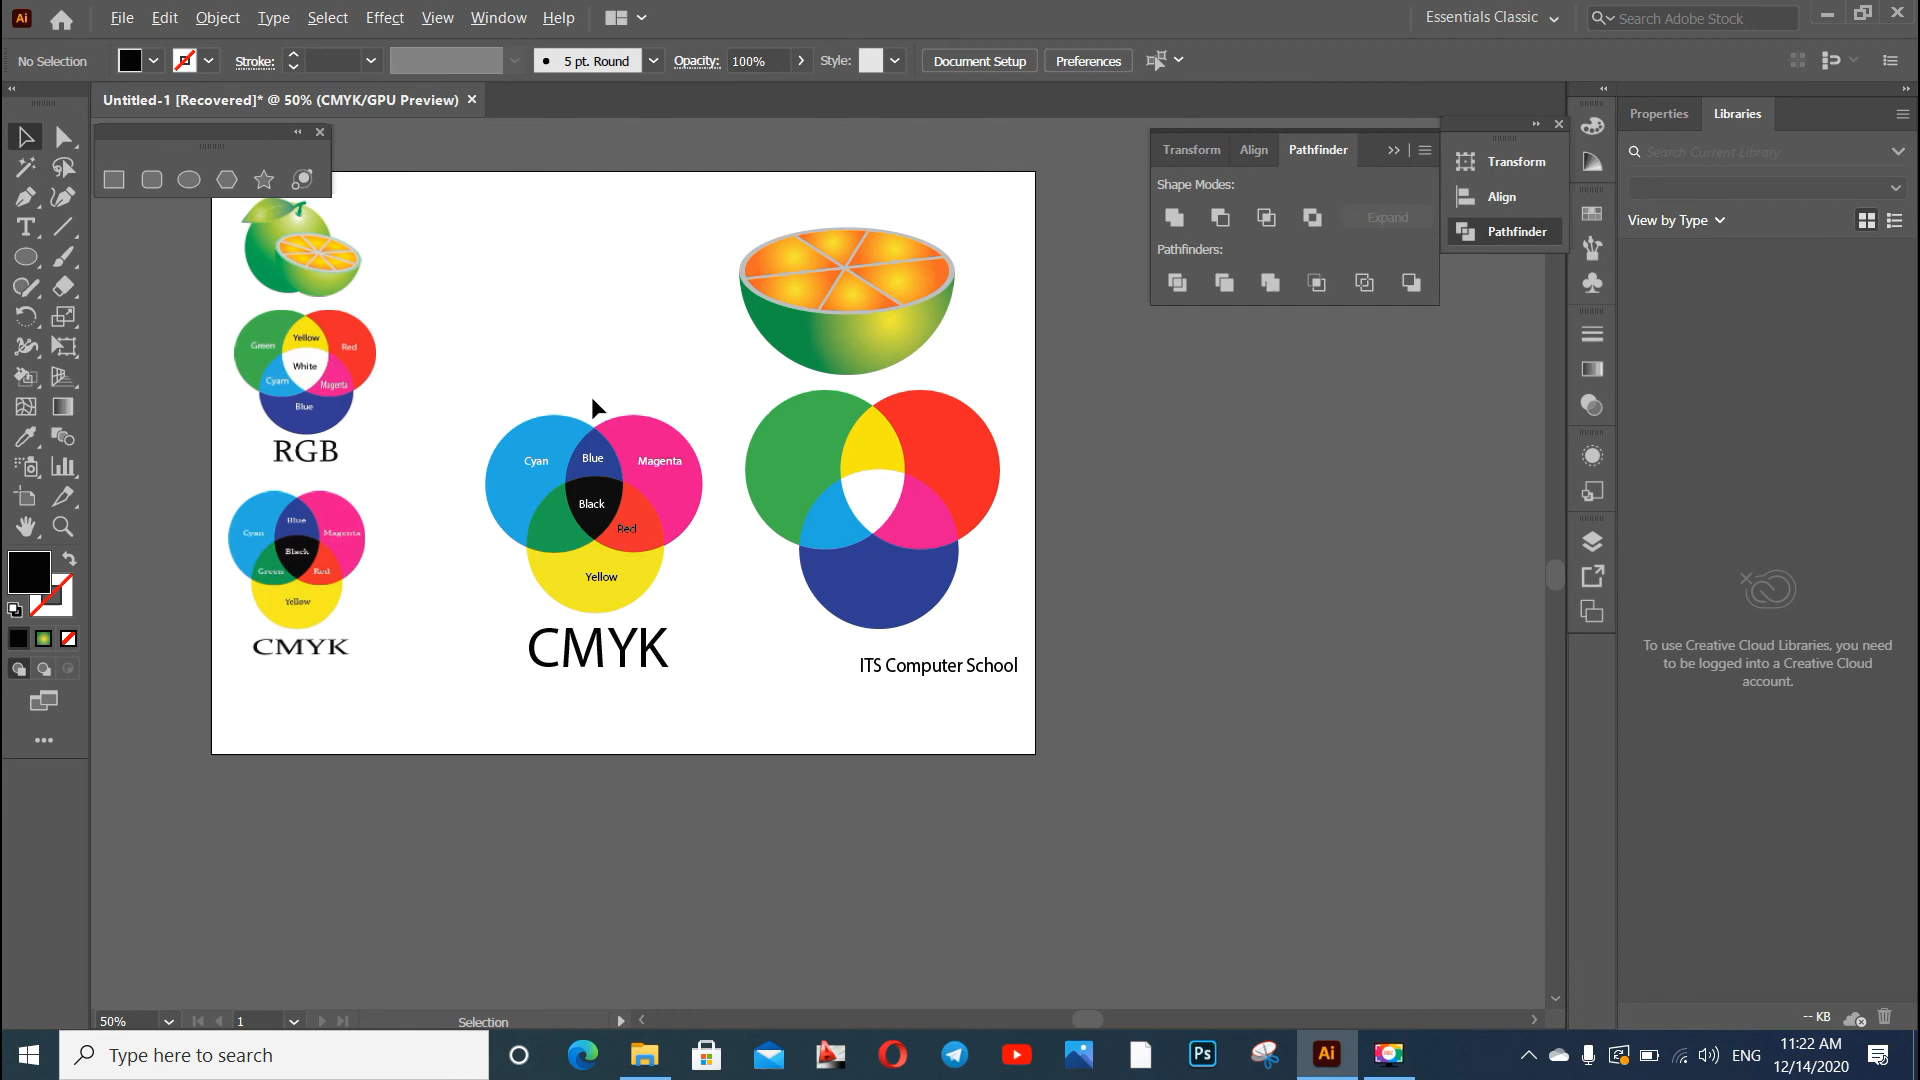 Ai File Edit Object Type Select Effect View Window Help Essentials Classic Search Adobe Stock
No Selection Stroke: 5 pt. Round Opacity: 100% Style: Document Setup Preferences
Untitled-1 [Recovered]* @ 50% (CMYK/GPU Preview)
Properties Libraries
Transform Align Pathfinder
Search Current Library
Transform
Shape Modes:
Align
Expand
View by Type
Pathfinder
Pathfinders:
Green
Yellow
Red
White
Cyam
Magenta
Blue
RGB
Cyan
Blue
Magenta
Black
Green
Red
Yellow
CMYK
Cyan
Blue
Magenta
Black
Red
Yellow
CMYK
ITS Computer School
To use Creative Cloud Libraries, you need
to be logged into a Creative Cloud
account.
-- KB
50% 1 Selection
Type here to search
Ps
Ai
ENG
11:22 AM
12/14/2020